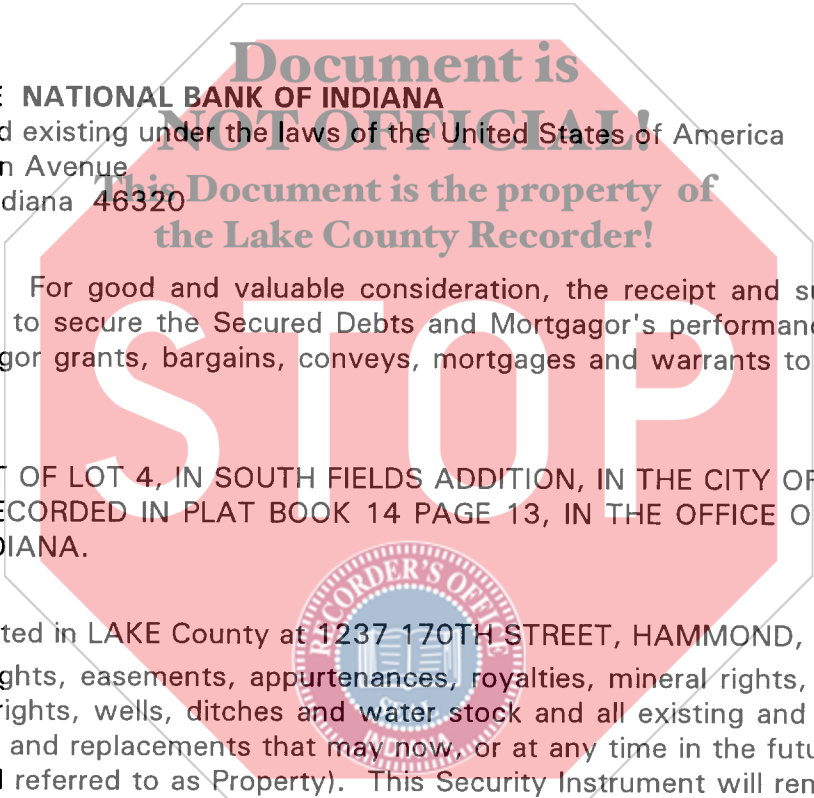 Document is
NATIONAL BANK OF INDIANA
NOT OFFICIAL!
d existing under the laws of the United States of America
n Avenue
This Document is the property of
diana 46320
the Lake County Recorder!
For good and valuable consideration, the receipt and su
to secure the Secured Debts and Mortgagor's performanc
gor grants, bargains, conveys, mortgages and warrants to
STOP
OF LOT 4, IN SOUTH FIELDS ADDITION, IN THE CITY OF
ECORDED IN PLAT BOOK 14 PAGE 13, IN THE OFFICE O
DIANA.
RECORDER'S OFFICE
ted in LAKE County at 1237 170TH STREET, HAMMOND,
ghts, easements, appurtenances, royalties, mineral rights,
rights, wells, ditches and water stock and all existing and
SEAL
and replacements that may now, or at any time in the futu
INDIANA
referred to as Property). This Security Instrument will ren